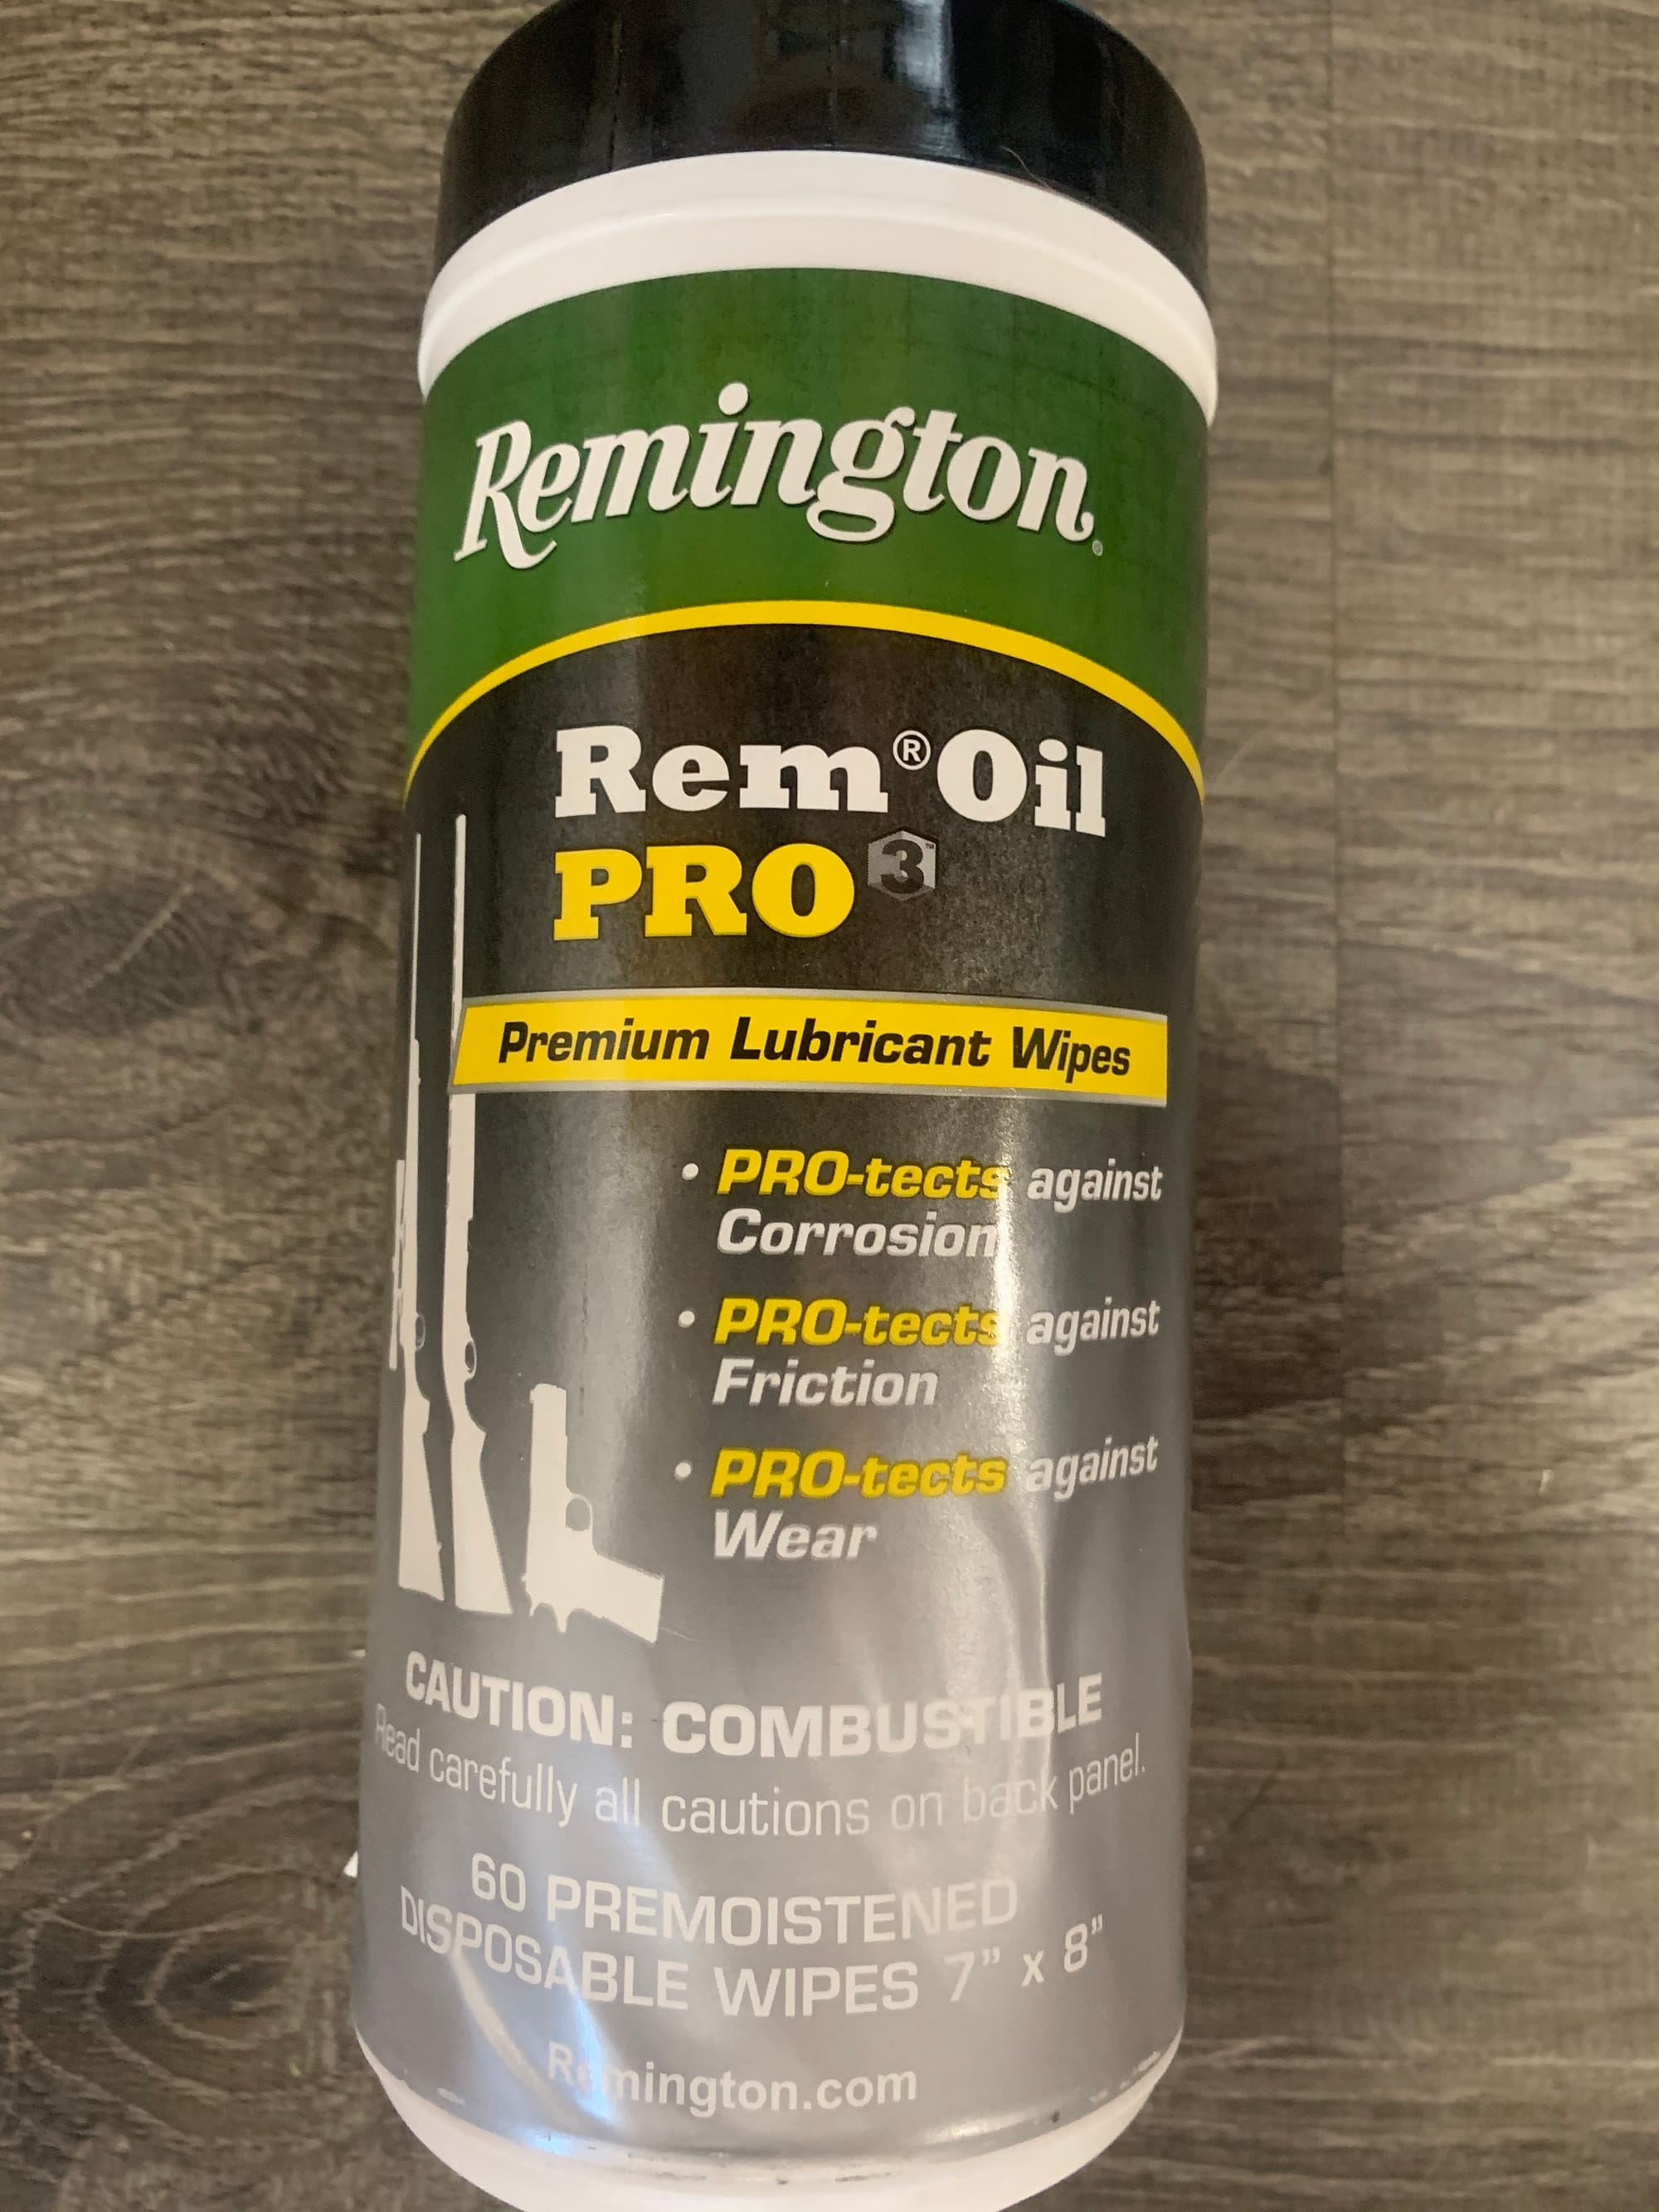 Remington®
Rem® Oil
PRO3™
Premium Lubricant Wipes
• PRO-tects against
Corrosion
• PRO-tects against
Friction
• PRO-tects against
Wear
CAUTION: COMBUSTIBLE
Read carefully all cautions on back panel.
60 PREMOISTENED
DISPOSABLE WIPES 7” x 8”
Remington.com